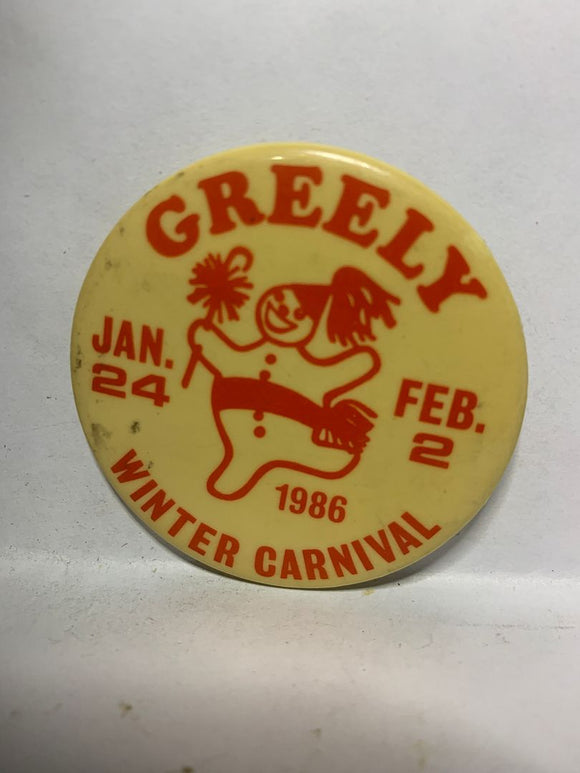 GREELY
JAN.
24
FEB.
2
1986
WINTER CARNIVAL